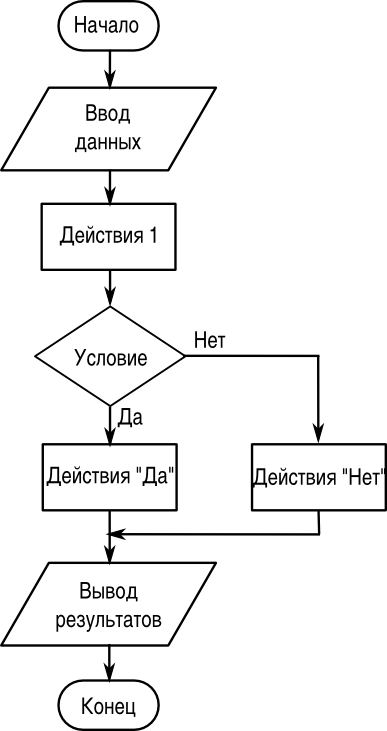 Начало
Ввод
данных
Действия 1
Условие
Нет
Да
Действия "Да"
Действия "Нет"
Вывод
результатов
Конец